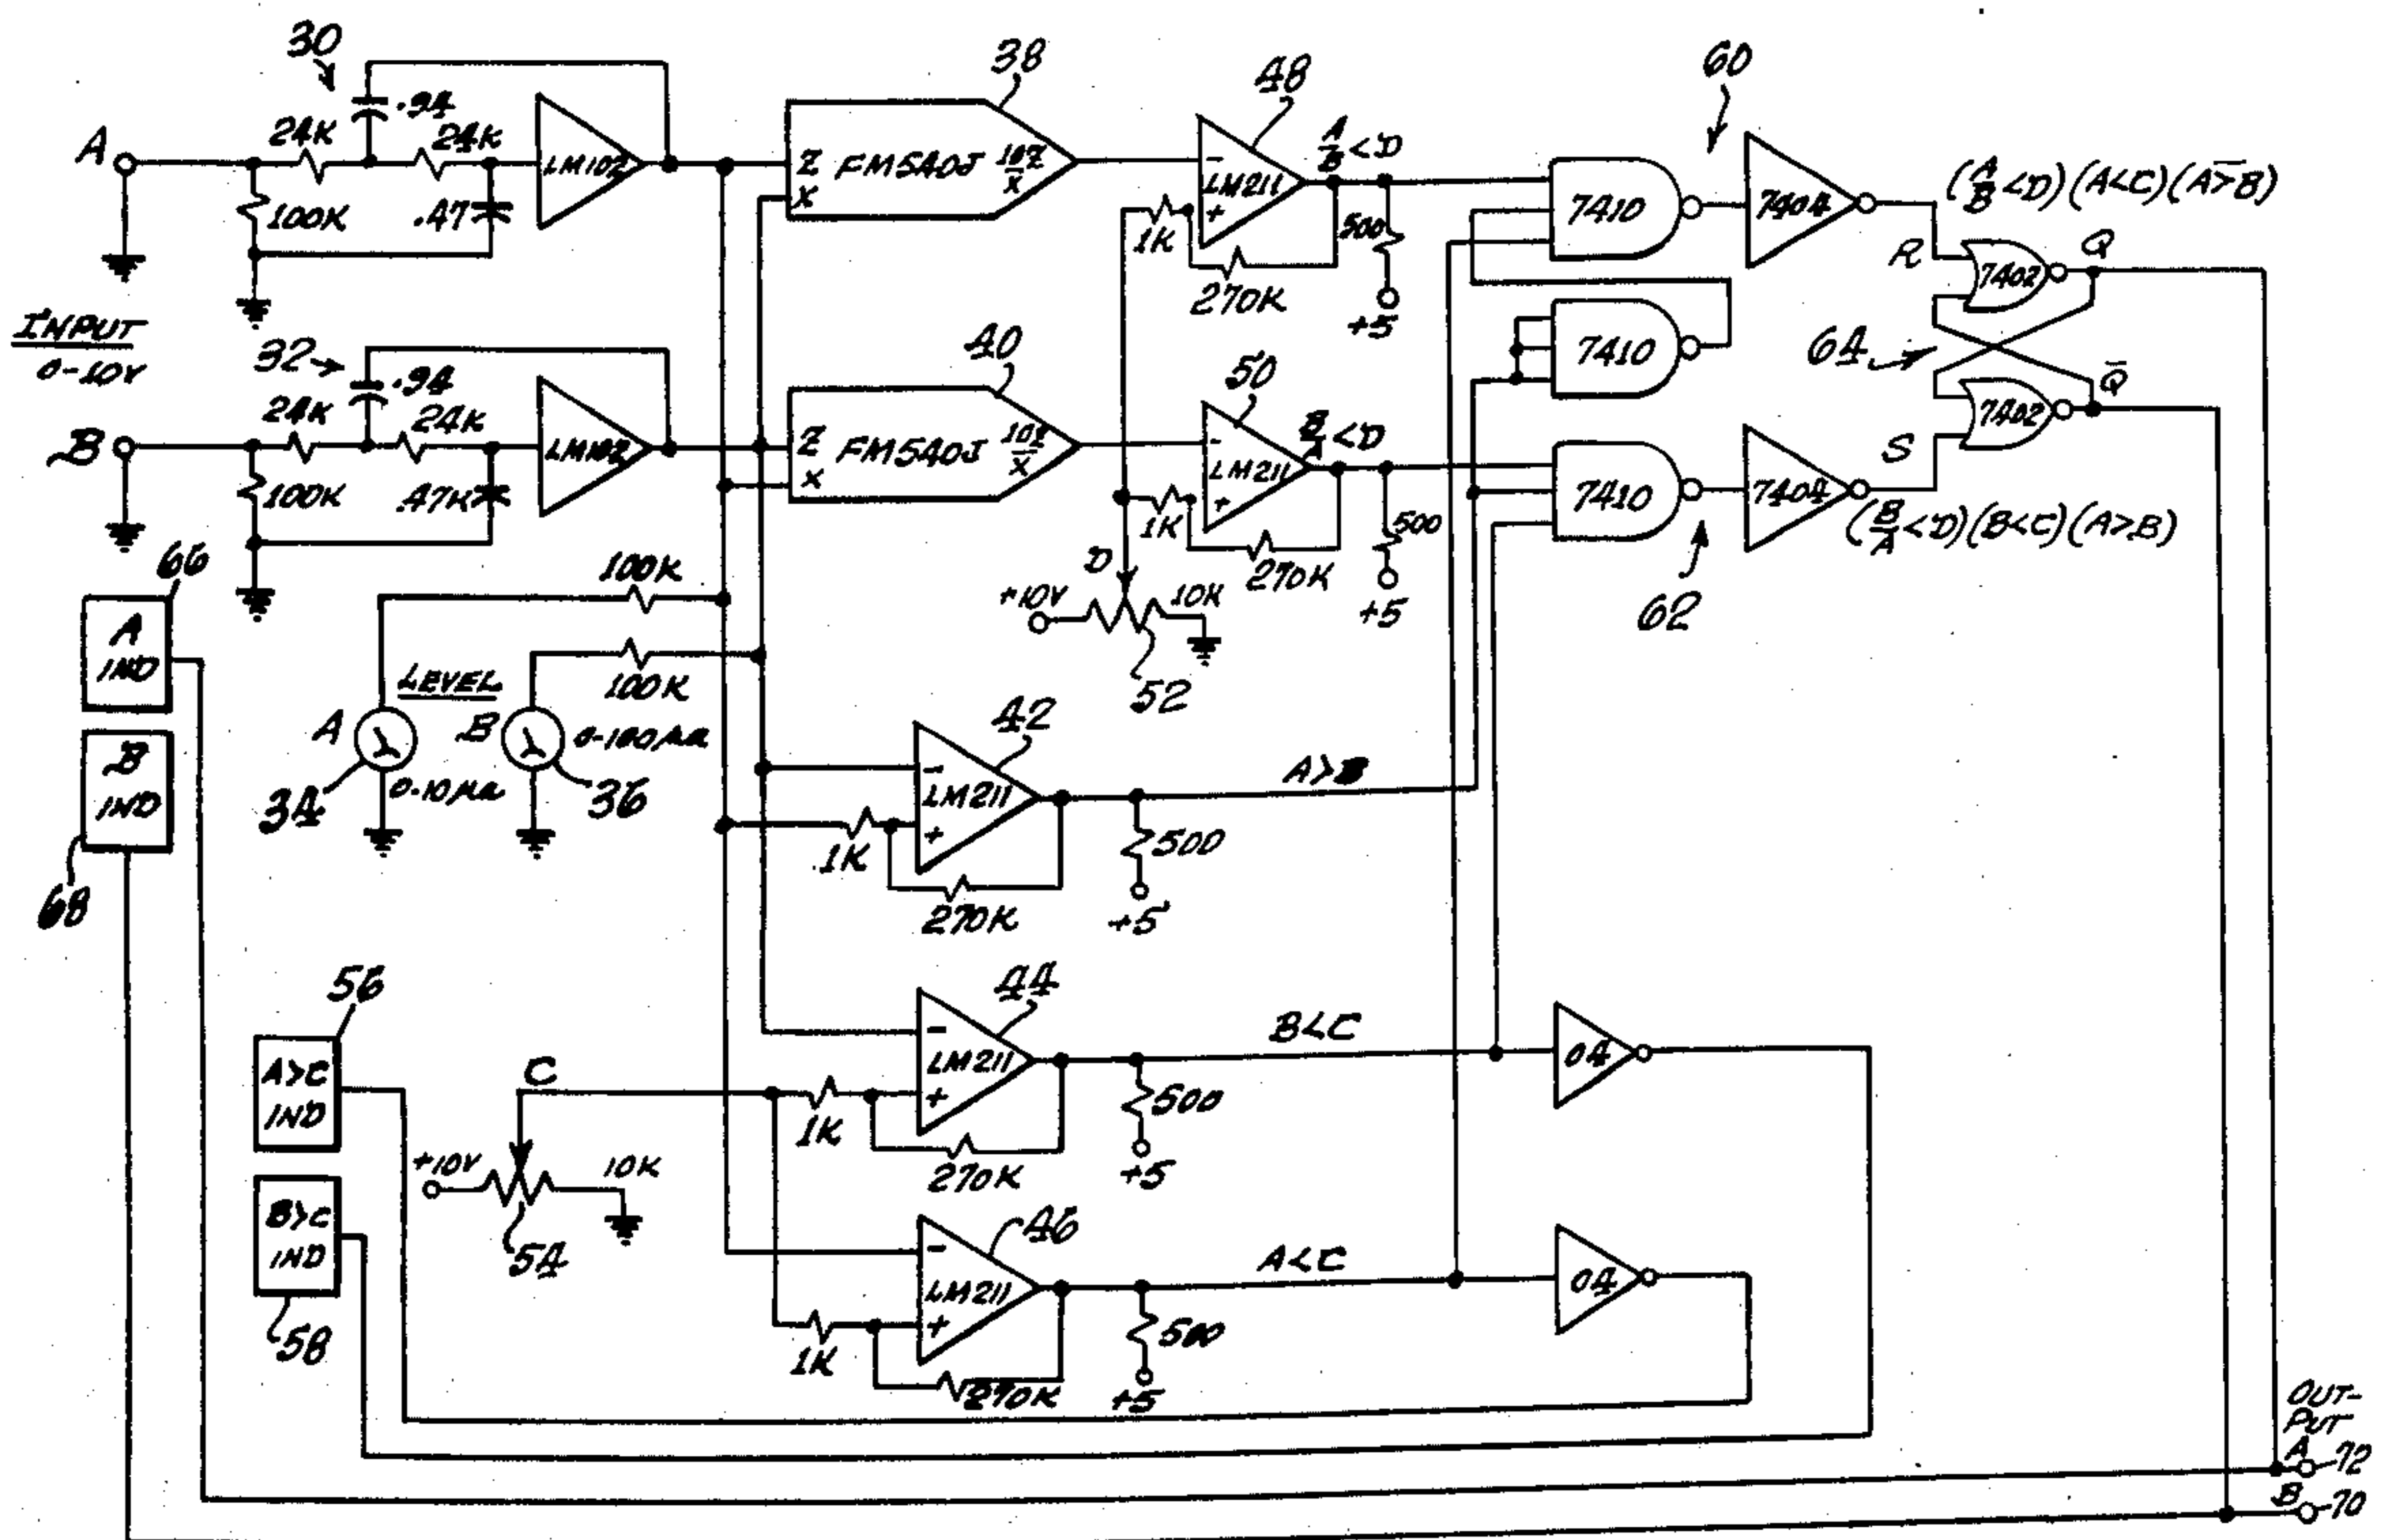 30
38
48
60
A
24K
.94
24K
LM102
Z
X
FM540J
10Z
X
-
LM211
+
A
B <D
7410
7404
(A/B <D)(A<C)(A>B̅)
100K
.47
1K
500
270K
+5
R
7402
Q
INPUT
0-10V
32
.94
40
50
7410
64
B
24K
24K
LM102
Z
X
FM540J
10Z
X
-
LM211
+
<D
7410
7404
S
7402
Q̄
100K
.47K
1K
500
270K
+5
(B/A <D)(B<C)(A>B)
62
66
100K
D
+10V
10K
52
A
IND
LEVEL
100K
A
B
0-100μa
34
0-10μa
36
B
IND
68
42
-
LM211
+
A>B
1K
270K
500
+5
56
A>C
IND
44
-
LM211
+
B<C
04
C
1K
500
+5
270K
+10V
10K
54
B>C
IND
58
46
-
LM211
+
A<C
04
1K
500
270K
+5
OUT-
PUT
A
72
B
70